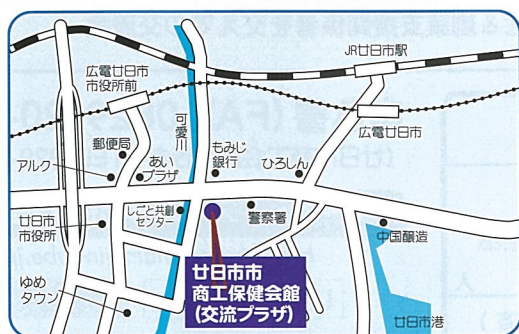 JR廿日市駅
広電廿日市
市役所前
可愛川
広電廿日市
郵便局
アルク
あい
プラザ
もみじ
銀行
ひろしん
しごと共創
センター
警察署
廿日市
市役所
中国醸造
ゆめ
タウン
廿日市市
商工保健会館
(交流プラザ)
廿日市港